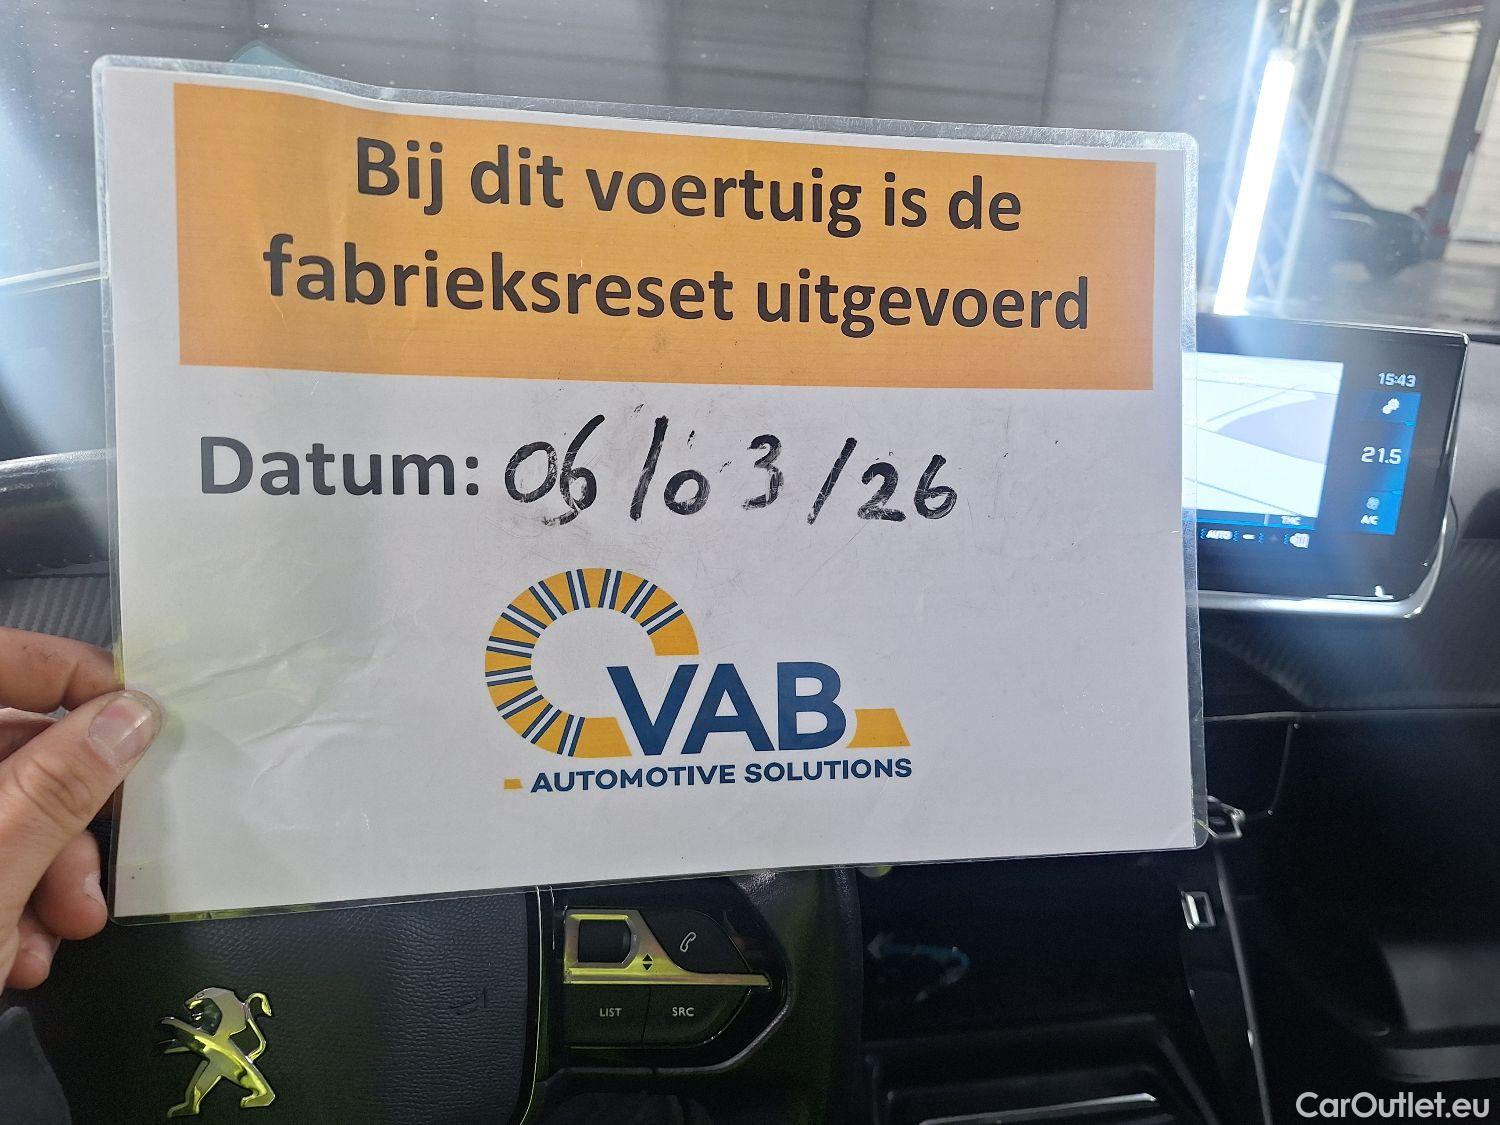 Bij dit voertuig is de
fabrieksreset uitgevoerd
Datum: 06/03/26
VAB
AUTOMOTIVE SOLUTIONS
15:43
21.5
A/C
TMC
AUTO
LIST
SRC
CarOutlet.eu